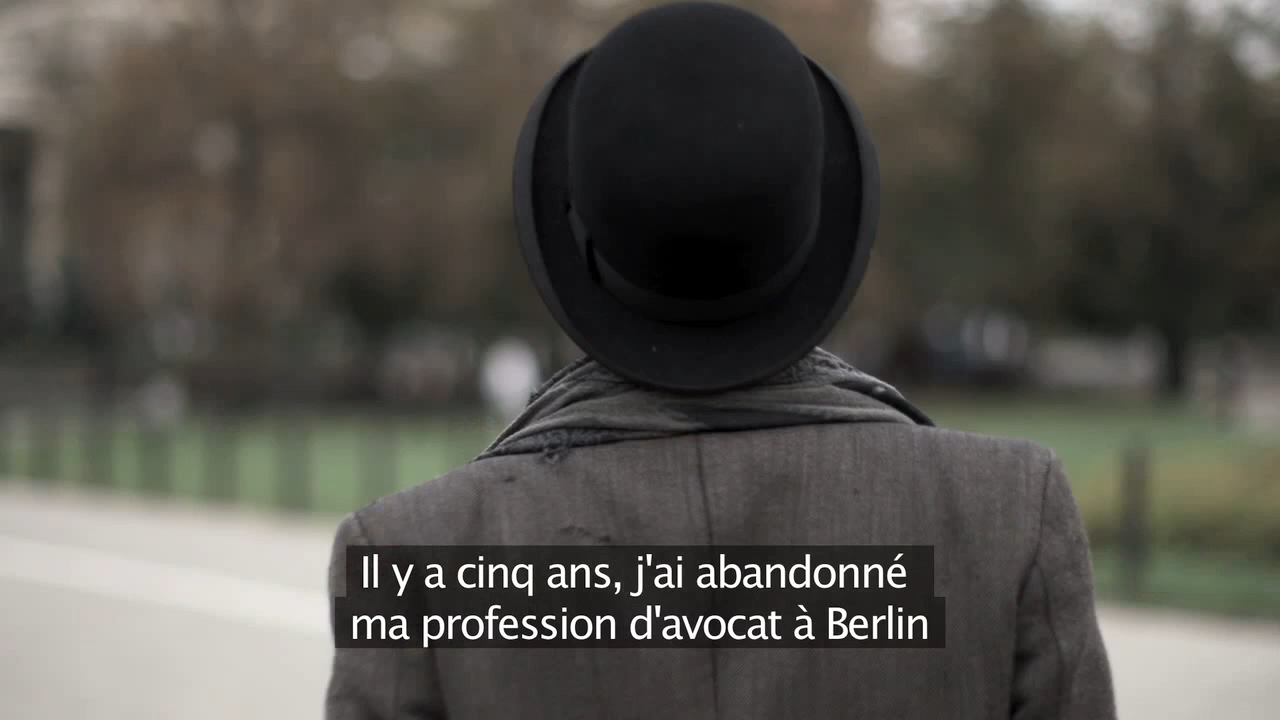 Il y a cinq ans, j'ai abandonné
ma profession d'avocat à Berlin